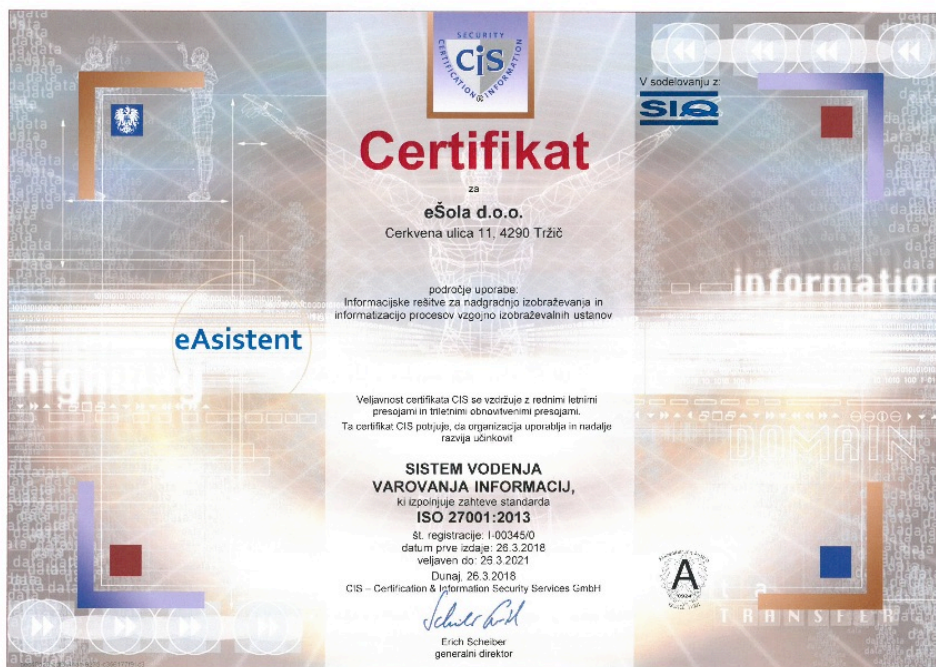 SECURITY
CERTIFICATION & INFORMATION
CiS
V sodelovanju z:
SIQ
Certifikat
za
eŠola d.o.o.
Cerkvena ulica 11, 4290 Tržič
področje uporabe:
Informacijske rešitve za nadgradnjo izobraževanja in
informatizacijo procesov vzgojno izobraževalnih ustanov
information
eAsistent
highway
Veljavnost certifikata CIS se vzdržuje z rednimi letnimi
presojami in triletnimi obnovitvenimi presojami.
Ta certifikat CIS potrjuje, da organizacija uporablja in nadalje
razvija učinkovit
DOMAIN
SISTEM VODENJA
VAROVANJA INFORMACIJ,
ki izpolnjuje zahteve standarda
ISO 27001:2013
št. registracije: I-00345/0
datum prve izdaje: 26.3.2018
veljaven do: 26.3.2021
Dunaj, 26.3.2018
CIS – Certification & Information Security Services GmbH
A
TRANSFER
Erich Scheiber
generalni direktor